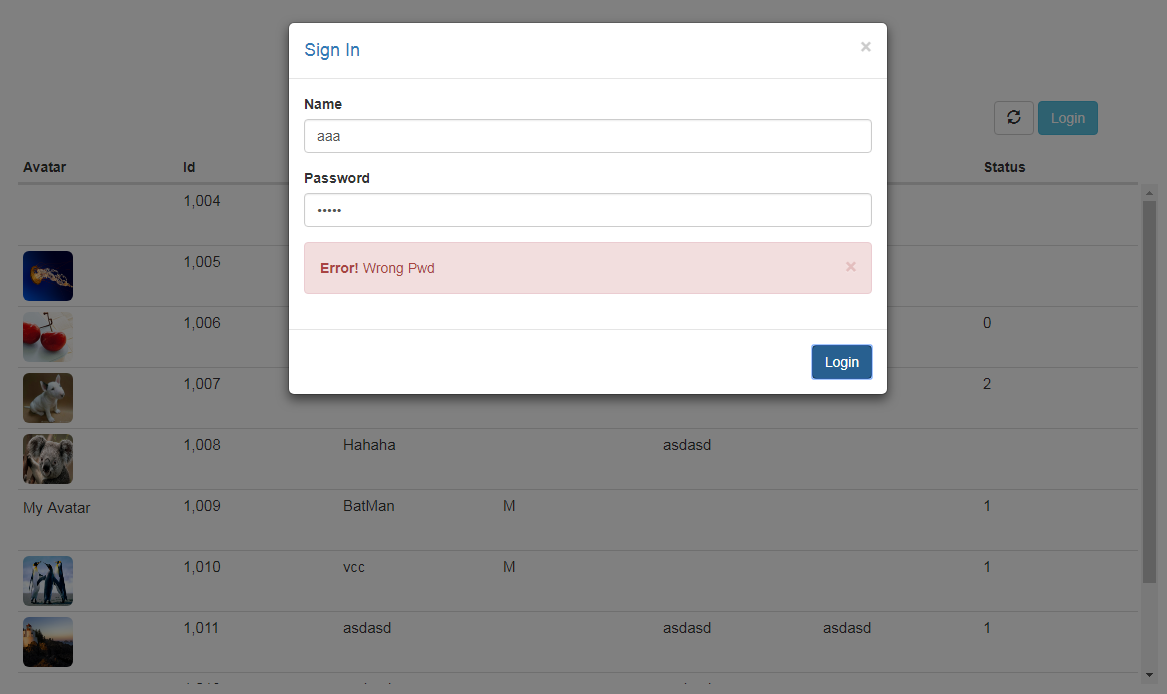 Sign In ×
Name
aaa
Login
Password
Avatar Id Status
•••••
1,004
Error! Wrong Pwd ×
1,005
1,006 0
Login
1,007 2
1,008 Hahaha asdasd
My Avatar 1,009 BatMan M 1
1,010 vcc M 1
1,011 asdasd asdasd asdasd 1